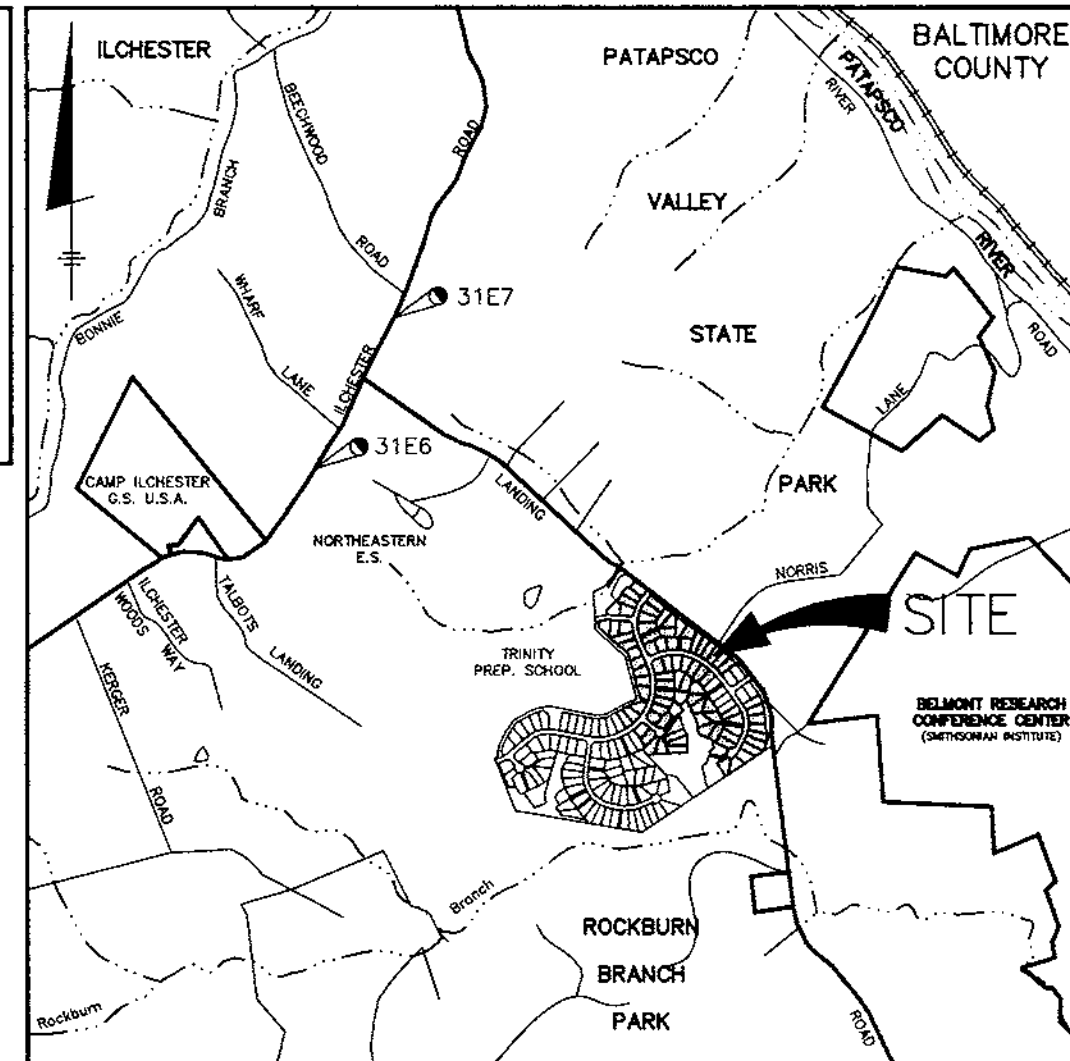 ILCHESTER
PATAPSCO
BALTIMORE
COUNTY
PATAPSCO
RIVER
BEECHWOOD
ROAD
ROAD
BRANCH
VALLEY
RIVER
WHARF
LANE
31E7
BONNIE
STATE
ROAD
ILCHESTER
LANE
31E6
CAMP ILCHESTER
G.S. U.S.A.
LANDING
PARK
NORTHEASTERN
E.S.
NORRIS
SITE
ILCHESTER
WOODS WAY
TALBOTS
LANDING
TRINITY
PREP. SCHOOL
KERGER
ROAD
BELMONT RESEARCH
CONFERENCE CENTER
(SMITHSONIAN INSTITUTE)
Branch
ROCKBURN
BRANCH
PARK
Rockburn
ROAD